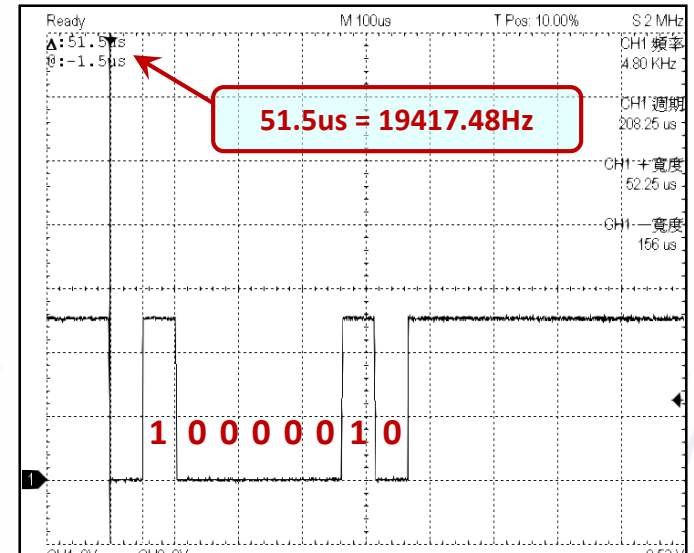 Ready M 100us T Pos: 10.00% S 2 MHz
Δ:51.5us
@:-1.5us
CH1 頻率
4.80 KHz
51.5us = 19417.48Hz
CH1 週期
208.25 us
CH1 + 寬度
52.25 us
CH1 — 寬度
156 us
1 0 0 0 0 0 1 0
1